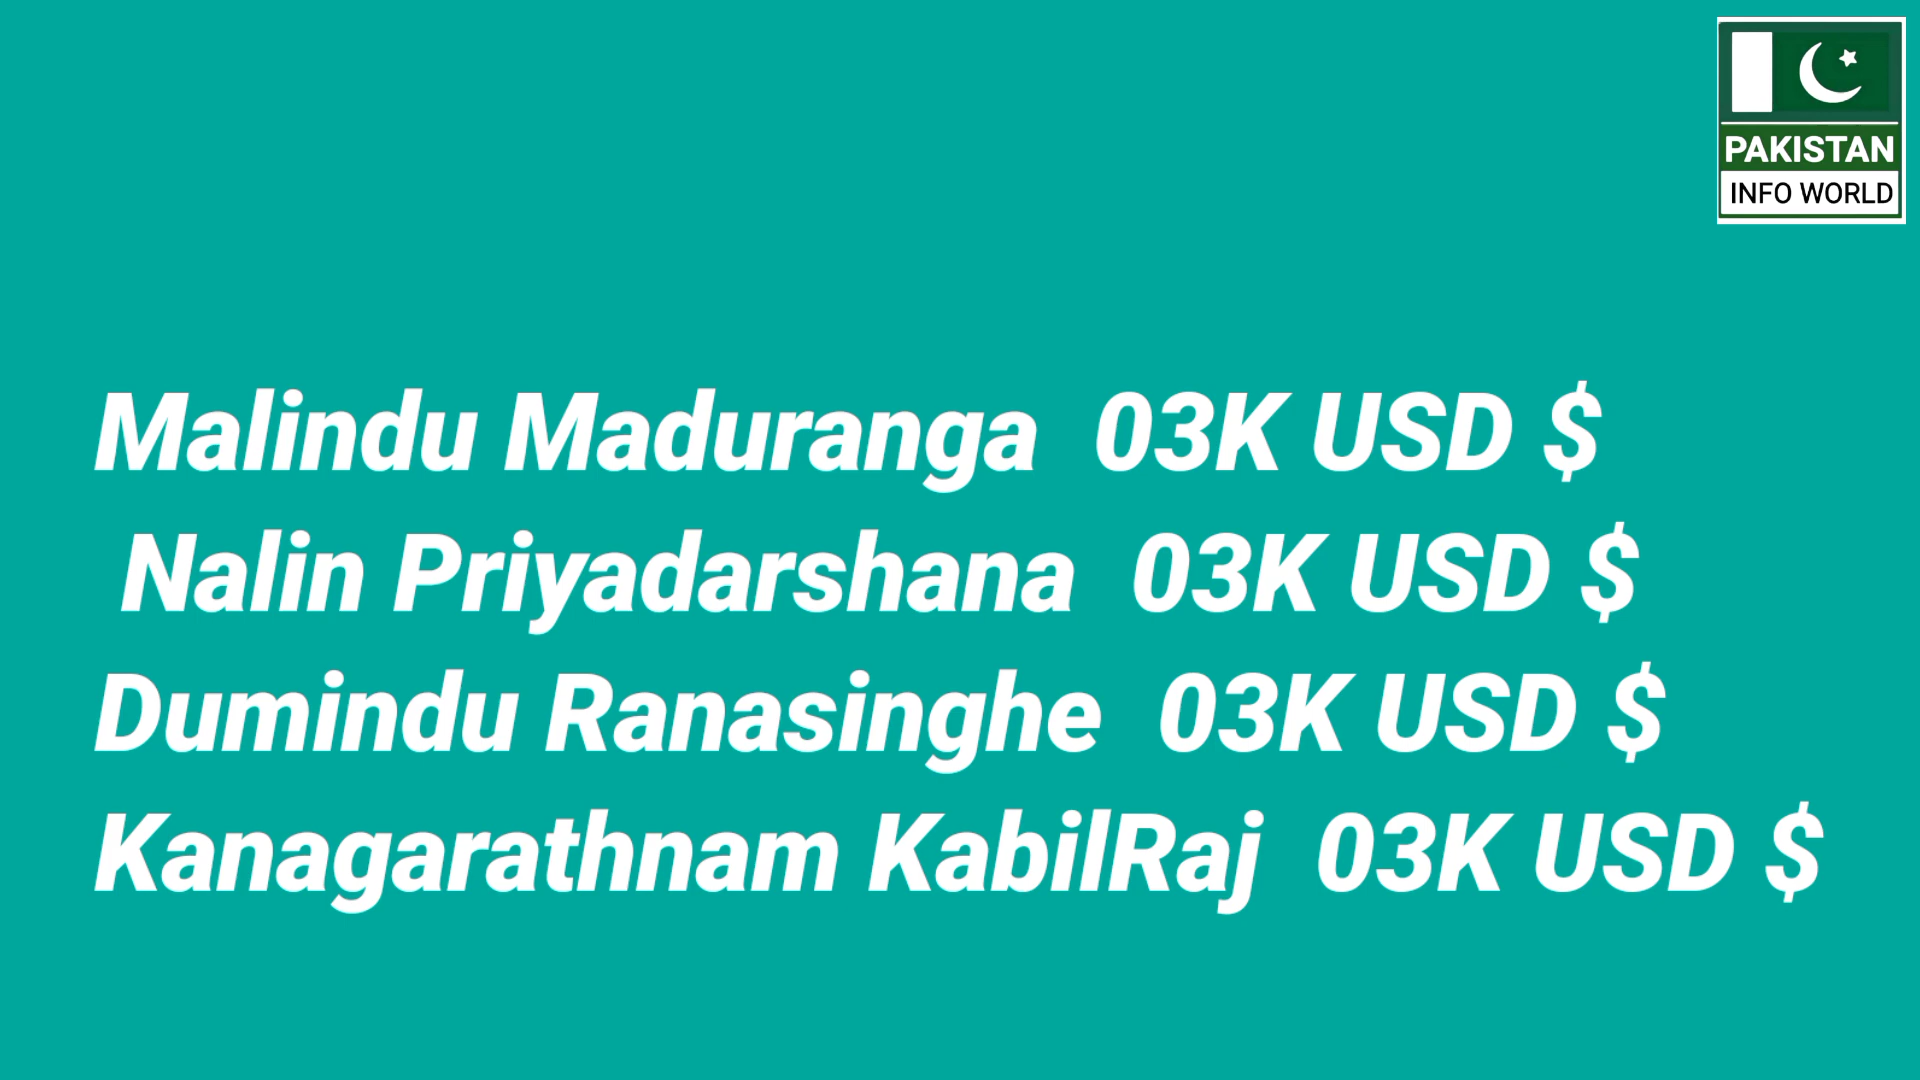 PAKISTAN
INFO WORLD
Malindu Maduranga 03K USD $
Nalin Priyadarshana 03K USD $
Dumindu Ranasinghe 03K USD $
Kanagarathnam KabilRaj 03K USD $